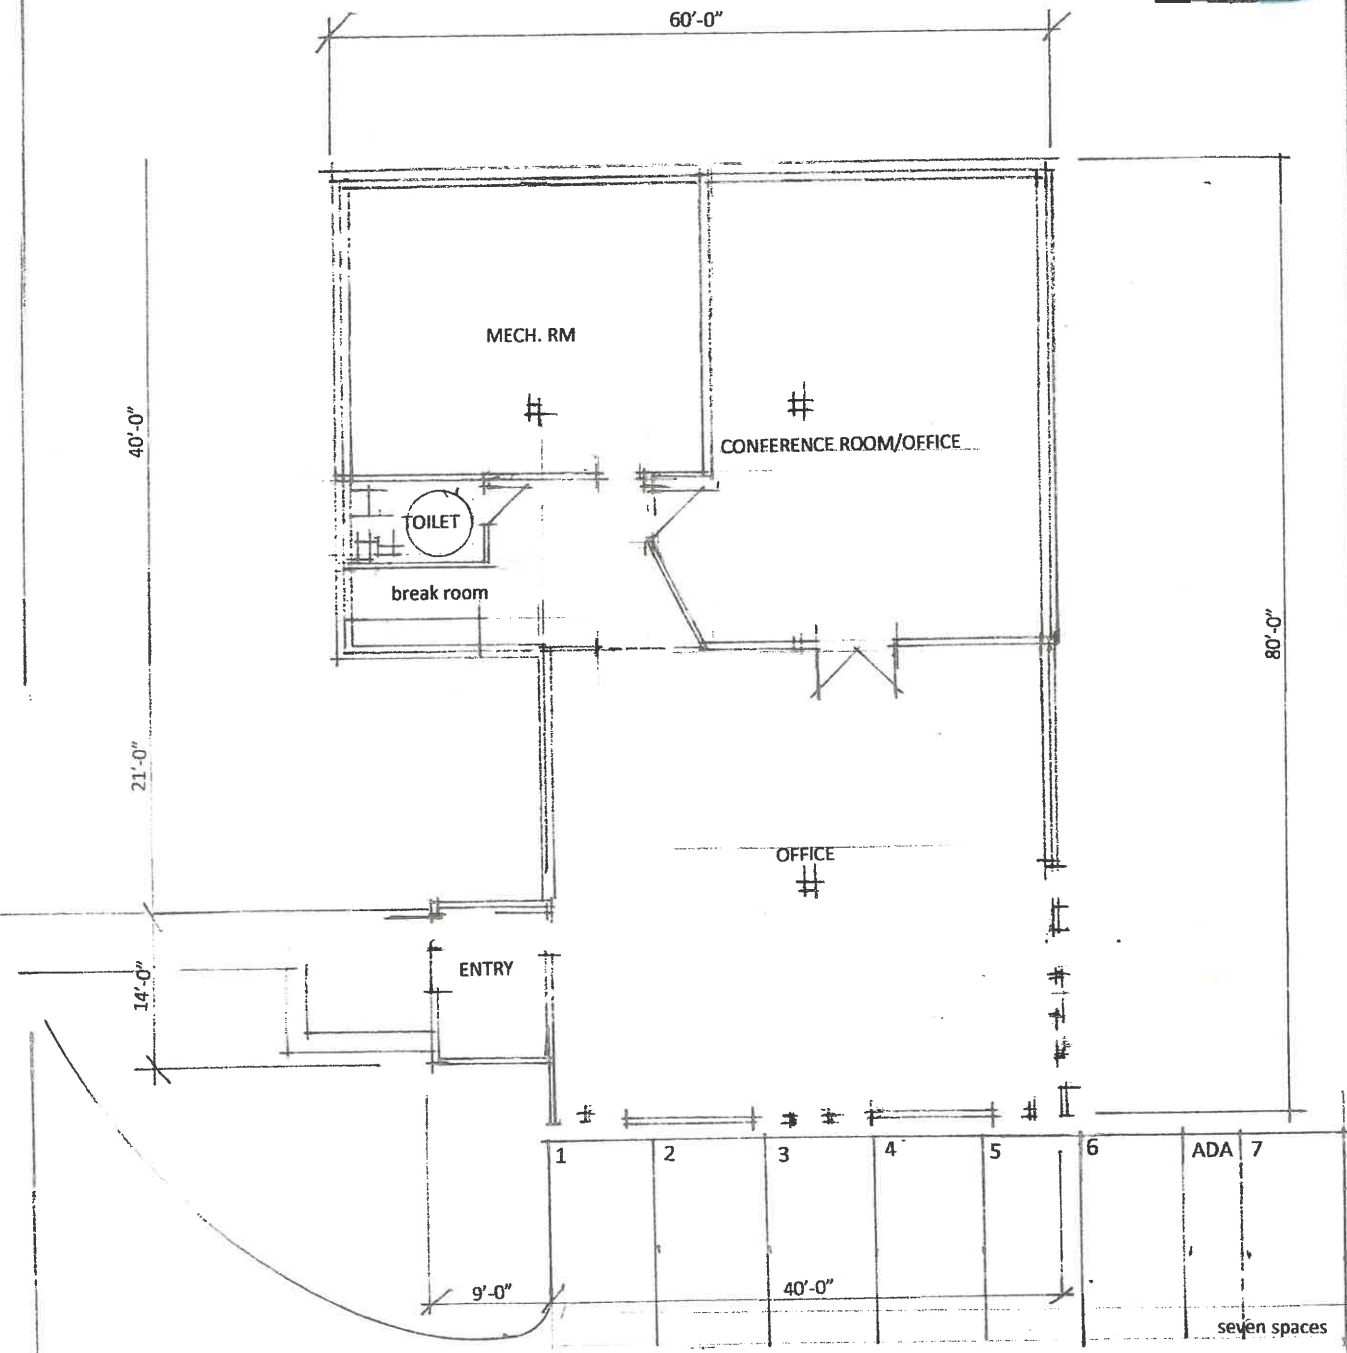 60'-0"
MECH. RM
40'-0"
CONFERENCE ROOM/OFFICE
TOILET
break room
80'-0"
21'-0"
OFFICE
ENTRY
14'-0"
1 2 3 4 5 6 ADA 7
9'-0" 40'-0"
seven spaces